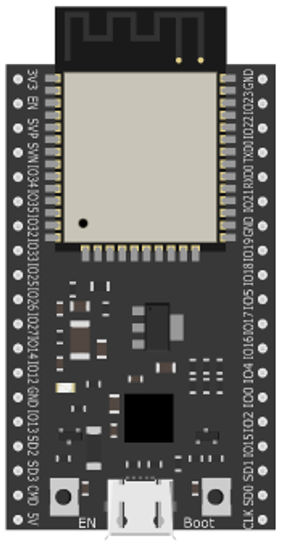 3V3
EN
SVP
SVN
IO34
IO35
IO32
IO33
IO25
IO26
IO27
IO14
IO12
GND
IO13
SD2
SD3
CMD
5V
GND
IO23
IO22
TXD0
RXD0
IO21
GND
IO19
IO18
IO5
IO17
IO16
IO4
IO0
IO2
IO15
SD1
SD0
CLK
EN
Boot